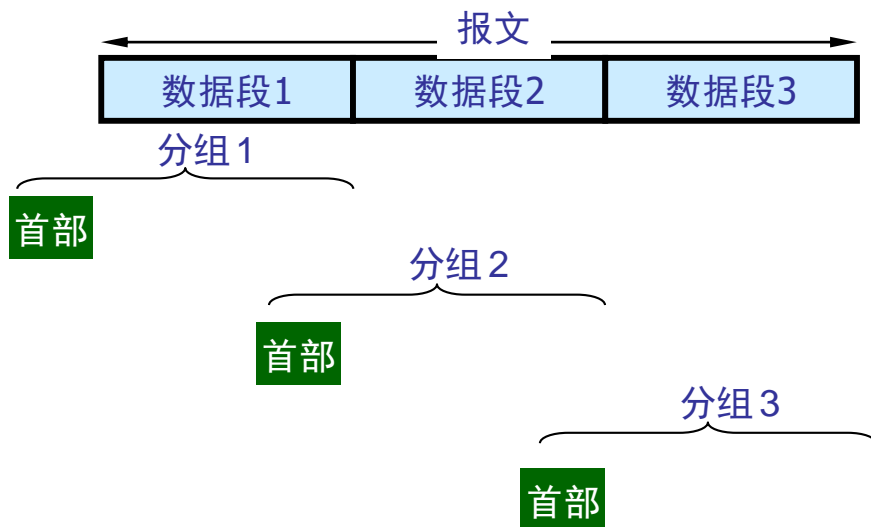 报文
数据段1 数据段2 数据段3
分组1
首部
分组2
首部
分组3
首部